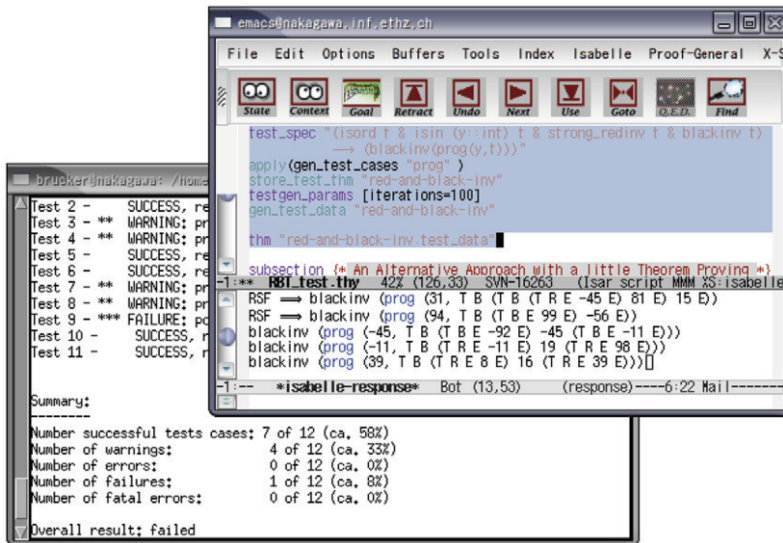 emacs@nakagawa.inf.ethz.ch
File Edit Options Buffers Tools Index Isabelle Proof-General X-S
State Context Goal Retract Undo Next Use Goto Q.E.D. Find
test_spec "(isord t & isin (y::int) t & strong_redinv t & blackinv t)
⟶ (blackinv(prog(y,t)))"
apply(gen_test_cases "prog" )
store_test_thm "red-and-black-inv"
testgen_params [iterations=100]
gen_test_data "red-and-black-inv"
thm "red-and-black-inv.test_data"
subsection {* An Alternative Approach with a little Theorem Proving *}
-1:** RBT_test.thy 42% (126,33) SVN-16263 (Isar script MMM XS:isabelle
RSF ⟹ blackinv (prog (31, T B (T B (T R E -45 E) 81 E) 15 E))
RSF ⟹ blackinv (prog (94, T B (T B E 99 E) -56 E))
blackinv (prog (-45, T B (T B E -92 E) -45 (T B E -11 E)))
blackinv (prog (-11, T B (T R E -11 E) 19 (T R E 98 E)))
blackinv (prog (39, T B (T R E 8 E) 16 (T R E 39 E)))
-1:-- *isabelle-response* Bot (13,53) (response)----6:22 Mail-------
brucker@nakagawa: /home
Test 2 - SUCCESS, re
Test 3 - ** WARNING: pr
Test 4 - ** WARNING: pr
Test 5 - SUCCESS, re
Test 6 - SUCCESS, re
Test 7 - ** WARNING: pr
Test 8 - ** WARNING: pr
Test 9 - *** FAILURE: po
Test 10 - SUCCESS, r
Test 11 - SUCCESS, r
Summary:
--------
Number successful tests cases: 7 of 12 (ca. 58%)
Number of warnings: 4 of 12 (ca. 33%)
Number of errors: 0 of 12 (ca. 0%)
Number of failures: 1 of 12 (ca. 8%)
Number of fatal errors: 0 of 12 (ca. 0%)
Overall result: failed